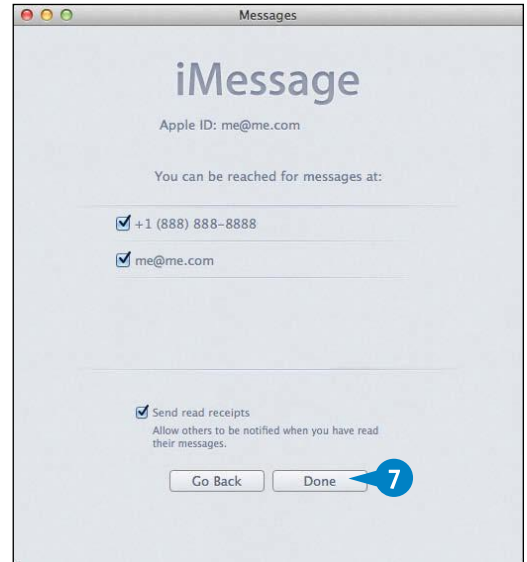 Messages
iMessage
Apple ID: me@me.com
You can be reached for messages at:
+1 (888) 888-8888
me@me.com
Send read receipts
Allow others to be notified when you have read
their messages.
Go Back Done 7